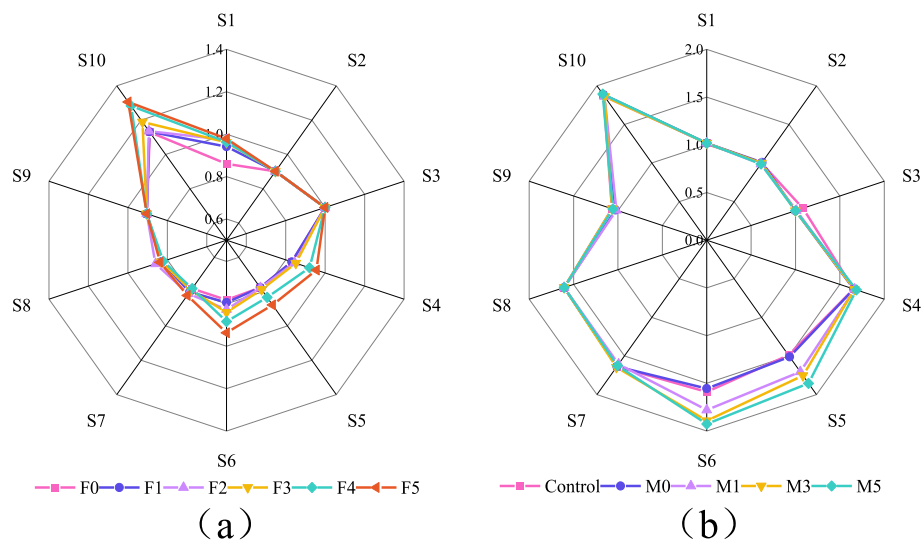 S1
S2
S3
S4
S5
S6
S7
S8
S9
S10
1.4
1.2
1.0
0.8
0.6
F0 F1 F2 F3 F4 F5
(a)
S1
S2
S3
S4
S5
S6
S7
S8
S9
S10
2.0
1.5
1.0
0.5
0.0
Control M0 M1 M3 M5
(b)